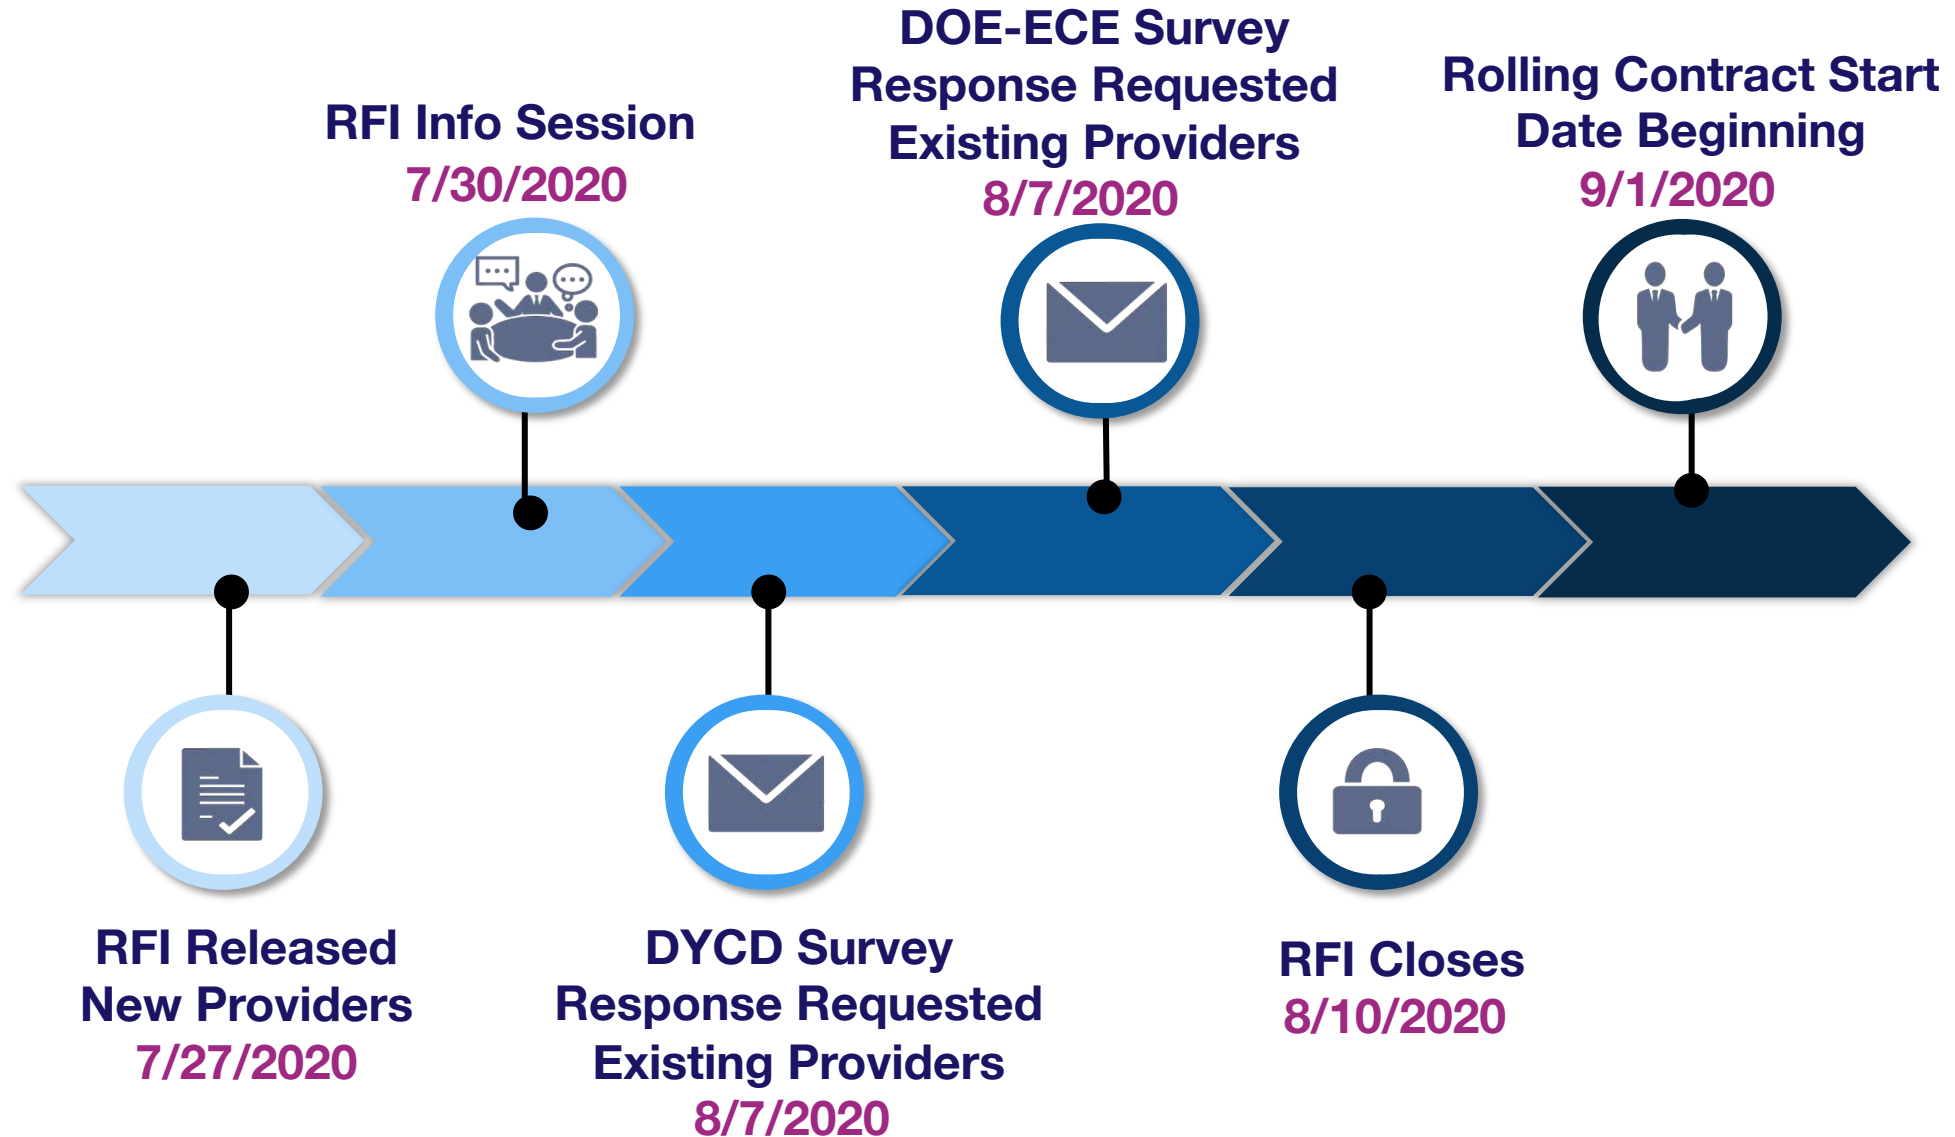 RFI Released
New Providers
7/27/2020
RFI Info Session
7/30/2020
DYCD Survey
Response Requested
Existing Providers
8/7/2020
DOE-ECE Survey
Response Requested
Existing Providers
8/7/2020
RFI Closes
8/10/2020
Rolling Contract Start
Date Beginning
9/1/2020